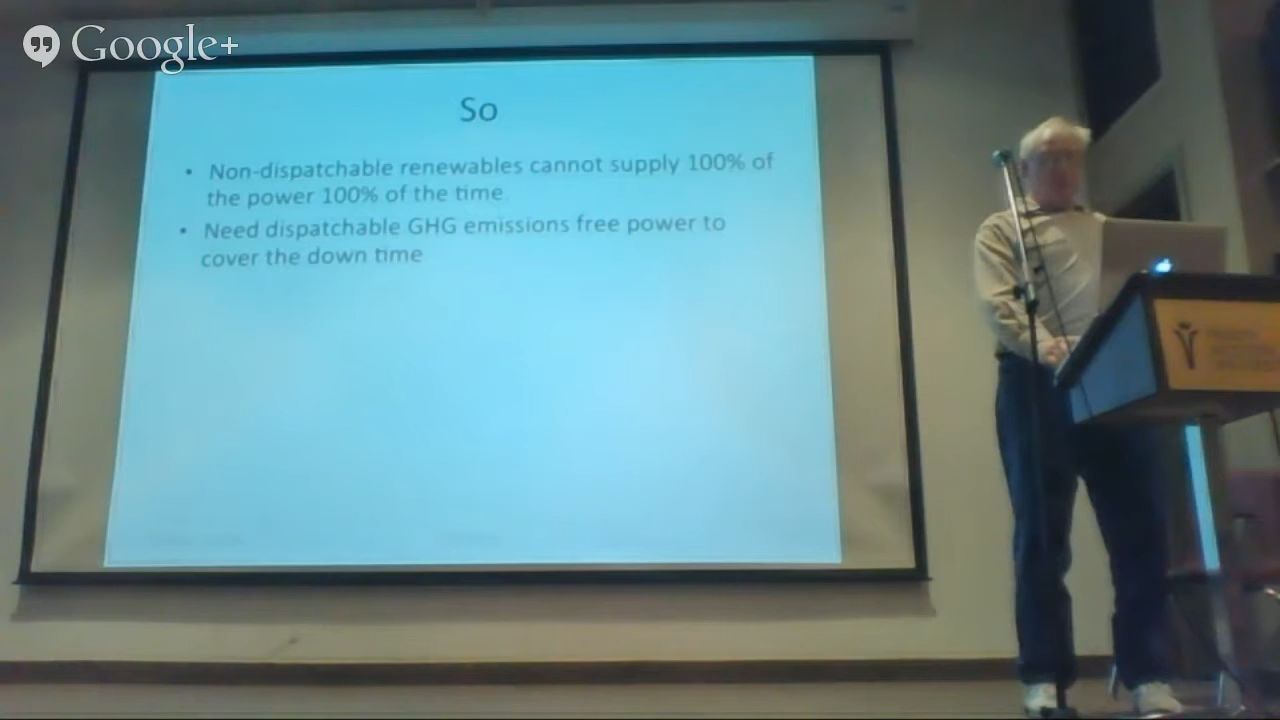 Google+
So
• Non-dispatchable renewables cannot supply 100% of
the power 100% of the time
• Need dispatchable GHG emissions free power to
cover the down time